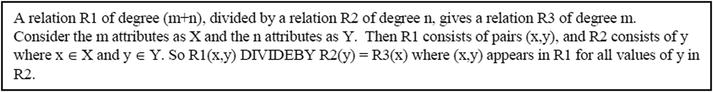 A relation R1 of degree (m+n), divided by a relation R2 of degree n, gives a relation R3 of degree m.
Consider the m attributes as X and the n attributes as Y.  Then R1 consists of pairs (x,y), and R2 consists of y
where x ∈ X and y ∈ Y. So R1(x,y) DIVIDEBY R2(y) = R3(x) where (x,y) appears in R1 for all values of y in
R2.